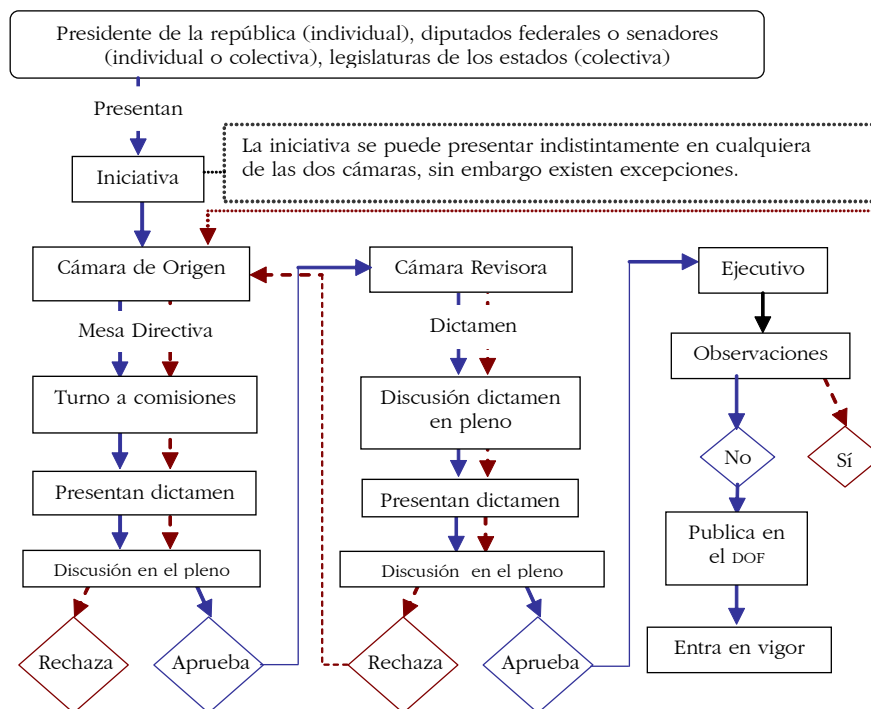 Presidente de la república (individual), diputados federales o senadores
(individual o colectiva), legislaturas de los estados (colectiva)
Presentan
La iniciativa se puede presentar indistintamente en cualquiera
de las dos cámaras, sin embargo existen excepciones.
Iniciativa
Cámara de Origen
Mesa Directiva
Turno a comisiones
Presentan dictamen
Discusión en el pleno
Rechaza
Aprueba
Cámara Revisora
Dictamen
Discusión dictamen
en pleno
Presentan dictamen
Discusión en el pleno
Rechaza
Aprueba
Ejecutivo
Observaciones
No
Sí
Publica en
el DOF
Entra en vigor